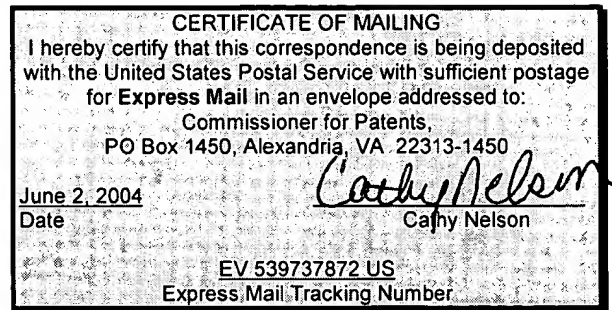 CERTIFICATE OF MAILING
I hereby certify that this correspondence is being deposited
with the United States Postal Service with sufficient postage
for Express Mail in an envelope addressed to:
Commissioner for Patents,
PO Box 1450, Alexandria, VA 22313-1450
Cathy Nelson
June 2, 2004
Date Cathy Nelson
EV 539737872 US
Express Mail Tracking Number